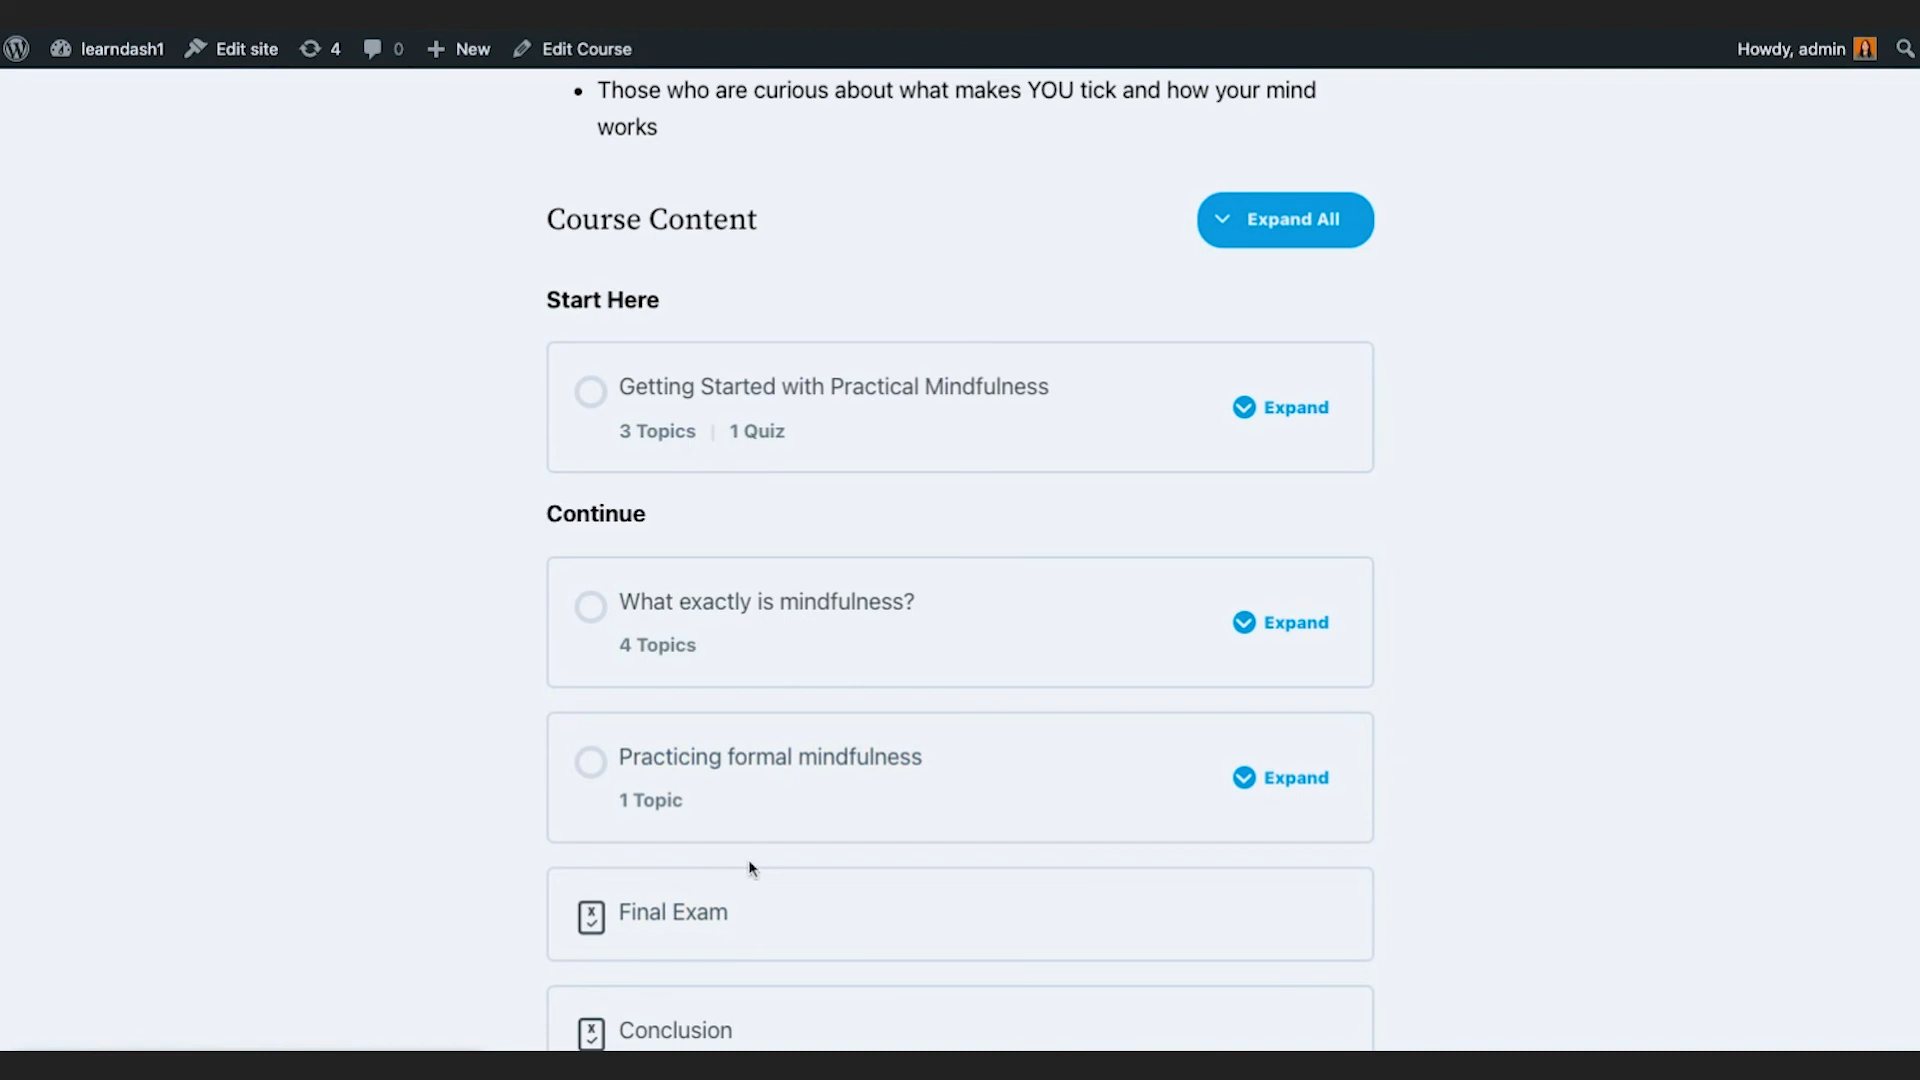 learndash1 Edit site 4 0 New Edit Course Howdy, admin
Those who are curious about what makes YOU tick and how your mind
works
Course Content
Expand All
Start Here
Getting Started with Practical Mindfulness
3 Topics | 1 Quiz
Expand
Continue
What exactly is mindfulness?
4 Topics
Expand
Practicing formal mindfulness
1 Topic
Expand
Final Exam
Conclusion